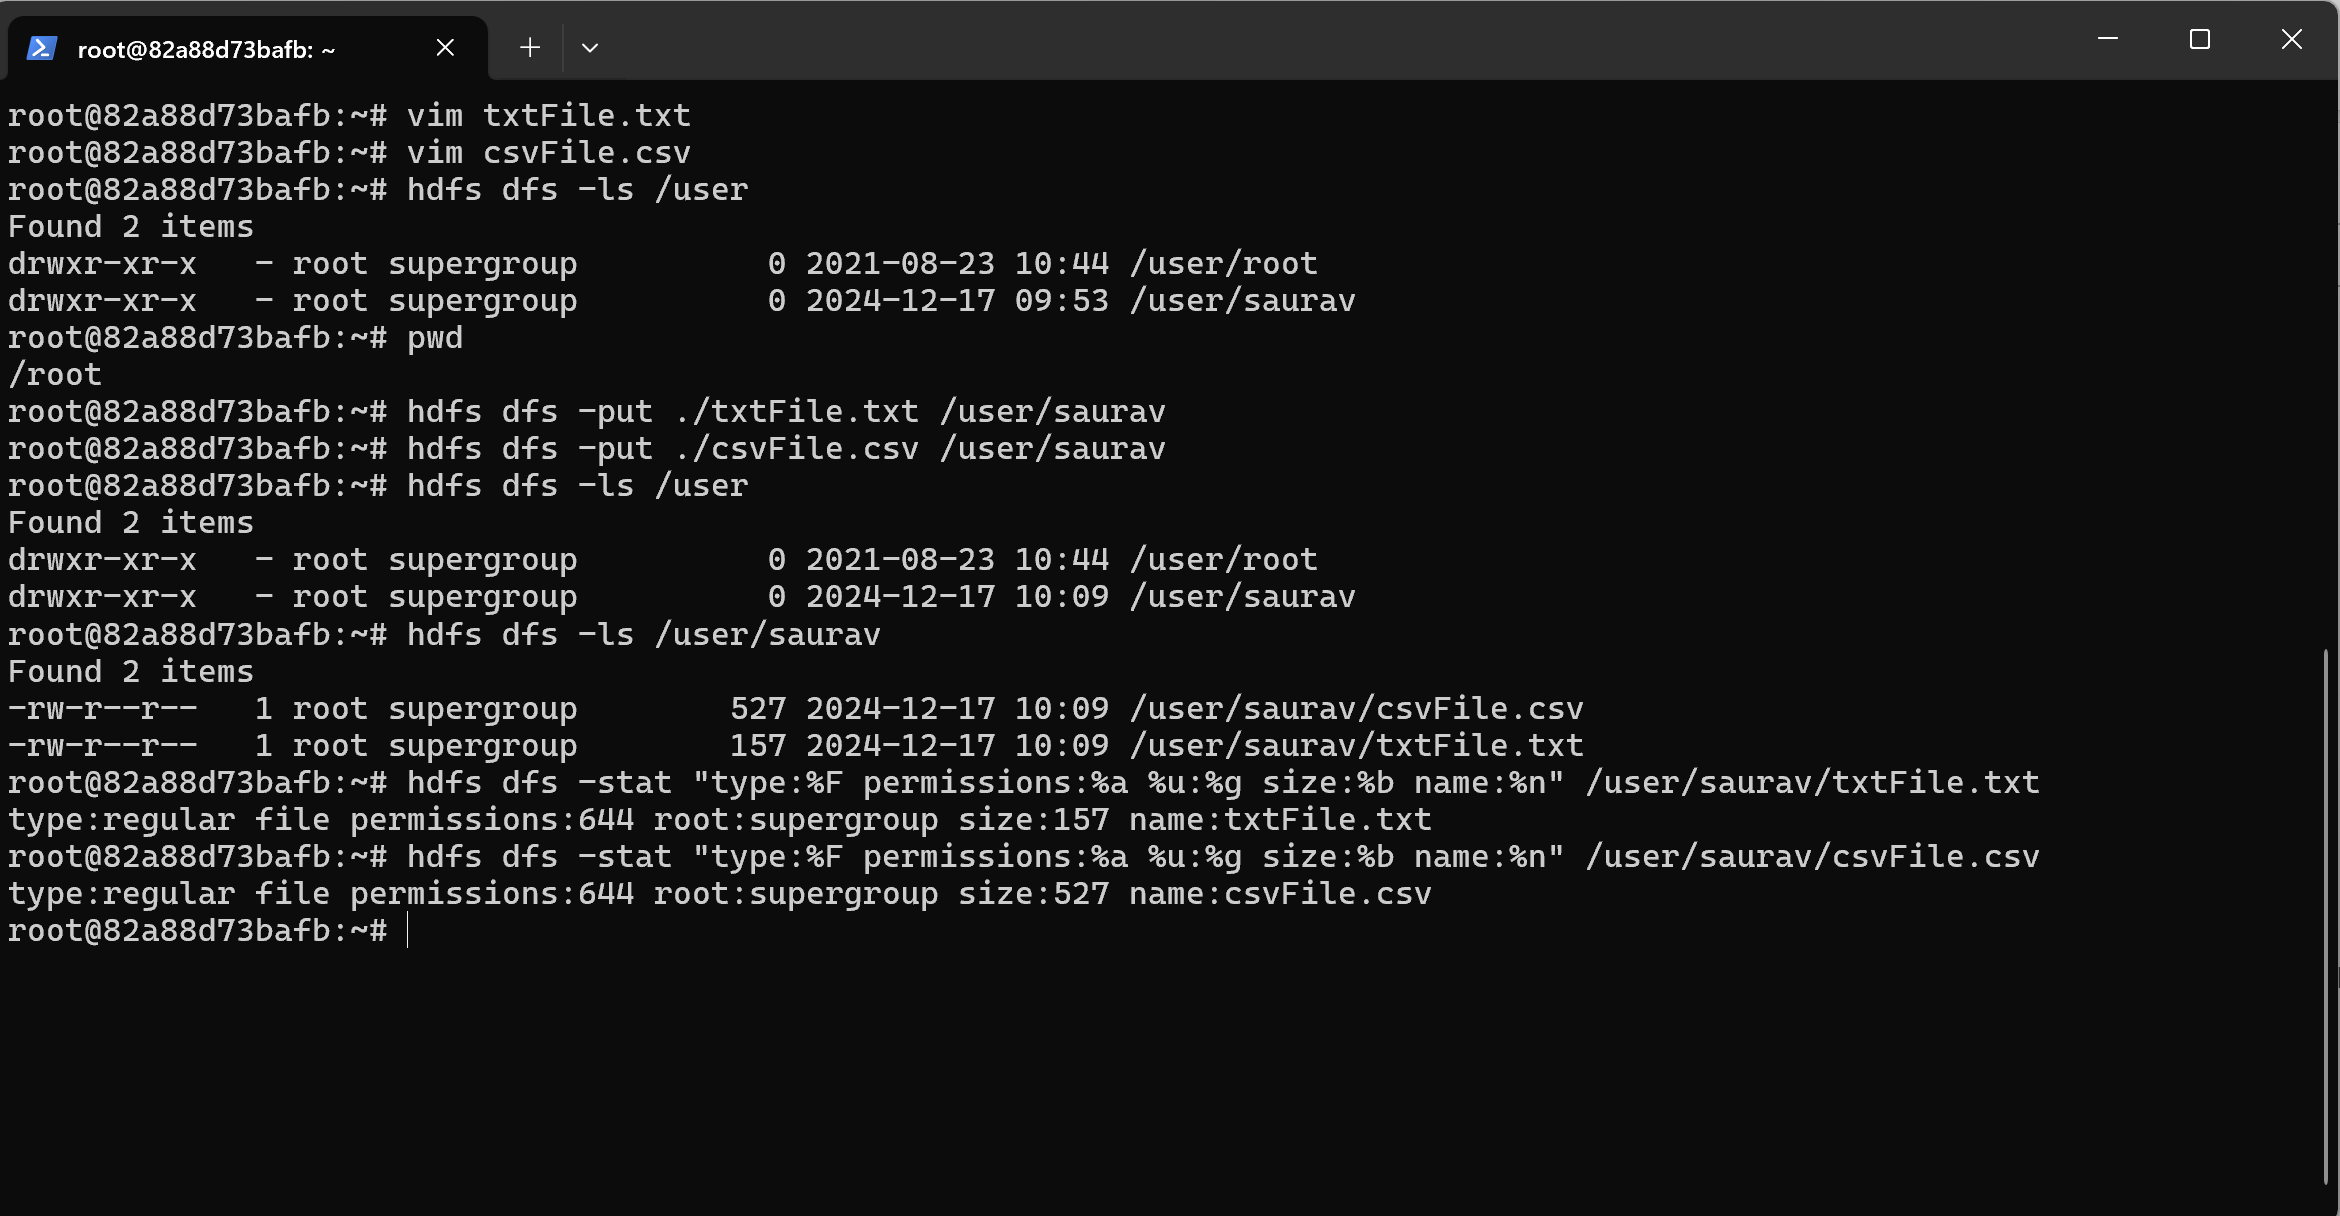 root@82a88d73bafb: ~
root@82a88d73bafb:~# vim txtFile.txt
root@82a88d73bafb:~# vim csvFile.csv
root@82a88d73bafb:~# hdfs dfs -ls /user
Found 2 items
drwxr-xr-x   - root supergroup          0 2021-08-23 10:44 /user/root
drwxr-xr-x   - root supergroup          0 2024-12-17 09:53 /user/saurav
root@82a88d73bafb:~# pwd
/root
root@82a88d73bafb:~# hdfs dfs -put ./txtFile.txt /user/saurav
root@82a88d73bafb:~# hdfs dfs -put ./csvFile.csv /user/saurav
root@82a88d73bafb:~# hdfs dfs -ls /user
Found 2 items
drwxr-xr-x   - root supergroup          0 2021-08-23 10:44 /user/root
drwxr-xr-x   - root supergroup          0 2024-12-17 10:09 /user/saurav
root@82a88d73bafb:~# hdfs dfs -ls /user/saurav
Found 2 items
-rw-r--r--   1 root supergroup        527 2024-12-17 10:09 /user/saurav/csvFile.csv
-rw-r--r--   1 root supergroup        157 2024-12-17 10:09 /user/saurav/txtFile.txt
root@82a88d73bafb:~# hdfs dfs -stat "type:%F permissions:%a %u:%g size:%b name:%n" /user/saurav/txtFile.txt
type:regular file permissions:644 root:supergroup size:157 name:txtFile.txt
root@82a88d73bafb:~# hdfs dfs -stat "type:%F permissions:%a %u:%g size:%b name:%n" /user/saurav/csvFile.csv
type:regular file permissions:644 root:supergroup size:527 name:csvFile.csv
root@82a88d73bafb:~#